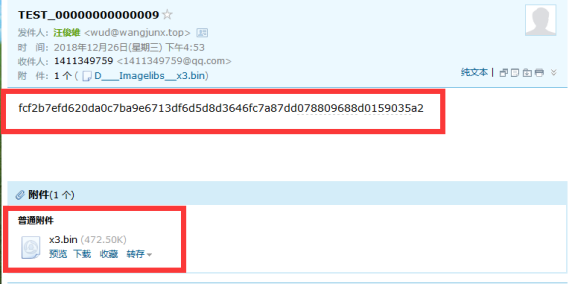 TEST_00000000000009
发件人：汪俊雄 <wud@wangjunx.top>
时　间：2018年12月26日(星期三) 下午4:53
收件人：1411349759 <1411349759@qq.com>
附　件：1 个 ( D____Imagelibs__x3.bin)
纯文本 |
fcf2b7efd620da0c7ba9e6713df6d5d8d3646fc7a87dd078809688d0159035a2
附件(1 个)
普通附件
x3.bin (472.50K)
预览 下载 收藏 转存